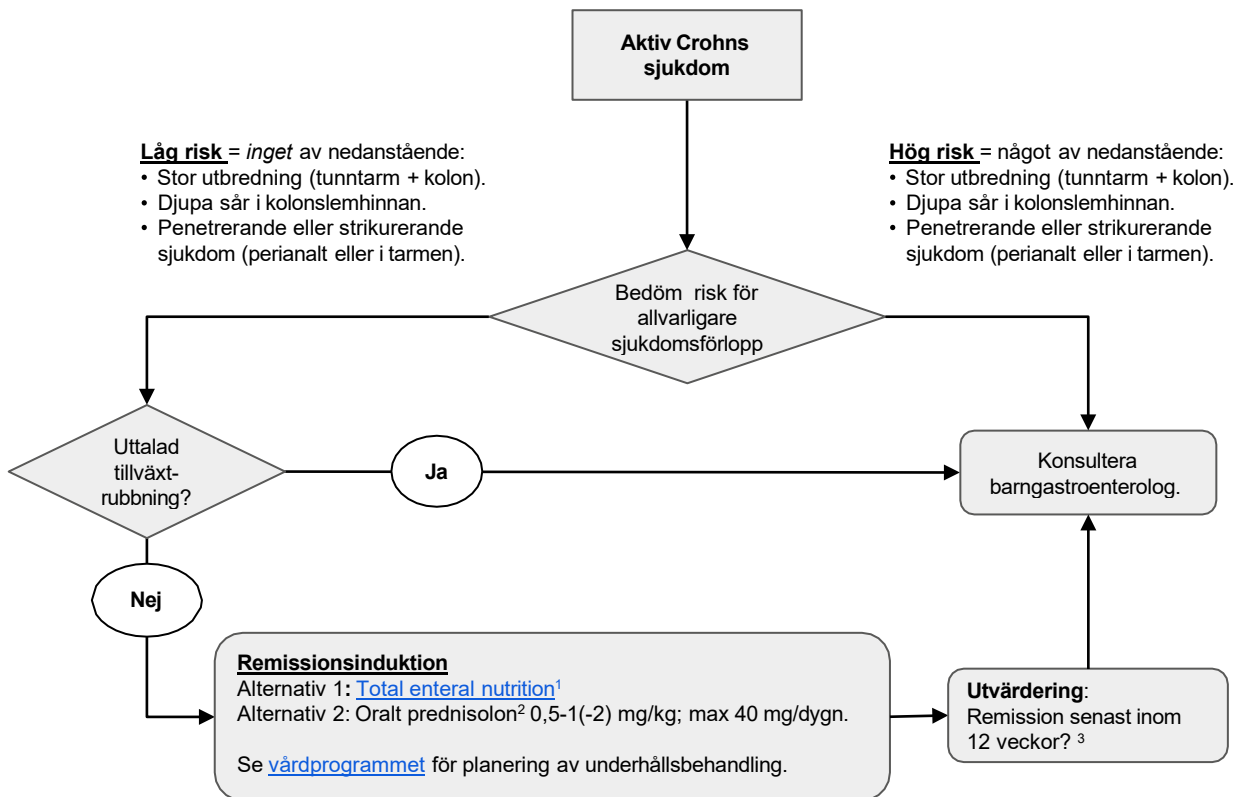 Aktiv Crohns
sjukdom
Låg risk = inget av nedanstående:
• Stor utbredning (tunntarm + kolon).
• Djupa sår i kolonslemhinnan.
• Penetrerande eller strikurerande
sjukdom (perianalt eller i tarmen).
Hög risk = något av nedanstående:
• Stor utbredning (tunntarm + kolon).
• Djupa sår i kolonslemhinnan.
• Penetrerande eller strikurerande
sjukdom (perianalt eller i tarmen).
Bedöm risk för
allvarligare
sjukdomsförlopp
Uttalad
tillväxt-
rubbning?
Ja
Konsultera
barngastroenterolog.
Nej
Remissionsinduktion
Alternativ 1: Total enteral nutrition¹
Alternativ 2: Oralt prednisolon² 0,5-1(-2) mg/kg; max 40 mg/dygn.
Se vårdprogrammet för planering av underhållsbehandling.
Utvärdering:
Remission senast inom
12 veckor? ³